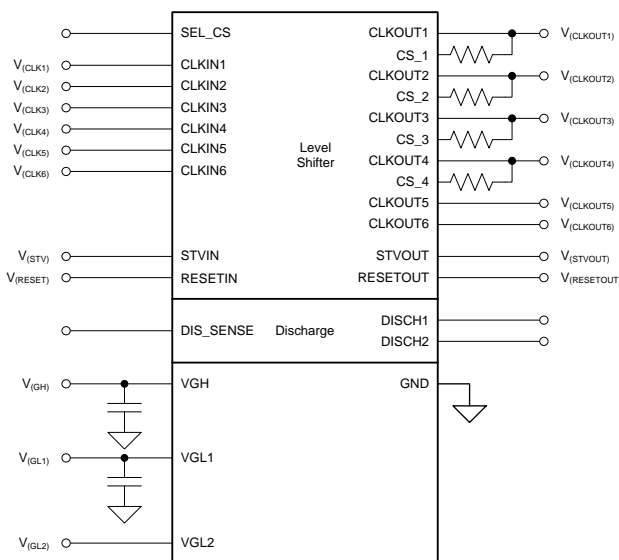 SEL_CS CLKOUT1 V(CLKOUT1)
CS_1
V(CLK1) CLKIN1
CLKOUT2 V(CLKOUT2)
V(CLK2) CLKIN2
CS_2
V(CLK3) CLKIN3
CLKOUT3 V(CLKOUT3)
V(CLK4) CLKIN4
CS_3
V(CLK5) CLKIN5
Level
Shifter
CLKOUT4 V(CLKOUT4)
V(CLK6) CLKIN6
CS_4
CLKOUT5 V(CLKOUT5)
CLKOUT6 V(CLKOUT6)
V(STV) STVIN STVOUT V(STVOUT)
V(RESET) RESETIN RESETOUT V(RESETOUT
DISCH1
DIS_SENSE Discharge
DISCH2
V(GH) VGH GND
V(GL1) VGL1
V(GL2) VGL2